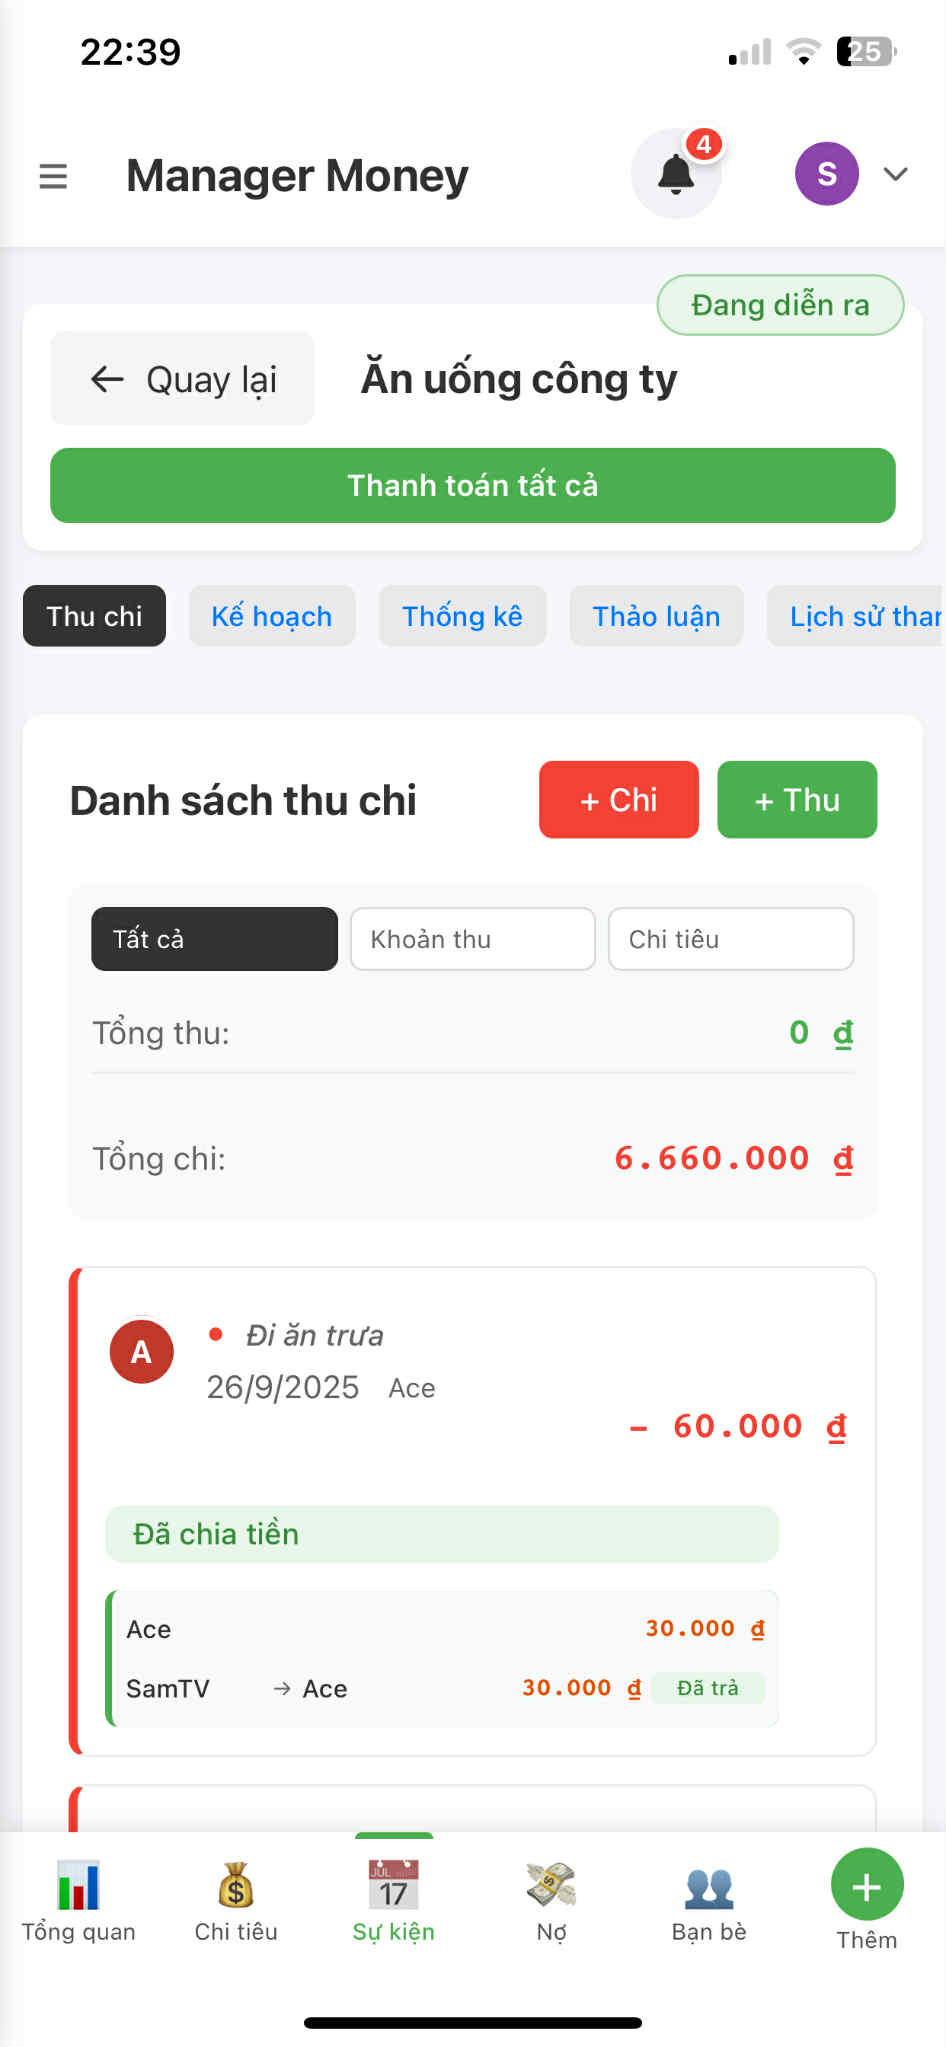 22:39
25
Manager Money
4
S
Đang diễn ra
← Quay lại
Ăn uống công ty
Thanh toán tất cả
Thu chi
Kế hoạch
Thống kê
Thảo luận
Lịch sử
Danh sách thu chi
+ Chi
+ Thu
Tất cả
Khoản thu
Chi tiêu
Tổng thu: 0 đ
Tổng chi: 6.660.000 đ
A
• Đi ăn trưa
26/9/2025 Ace
- 60.000 đ
Đã chia tiền
Ace 30.000 đ
SamTV → Ace 30.000 đ Đã trả
JUL
17
Tổng quan
Chi tiêu
Sự kiện
Nợ
Bạn bè
+
Thêm